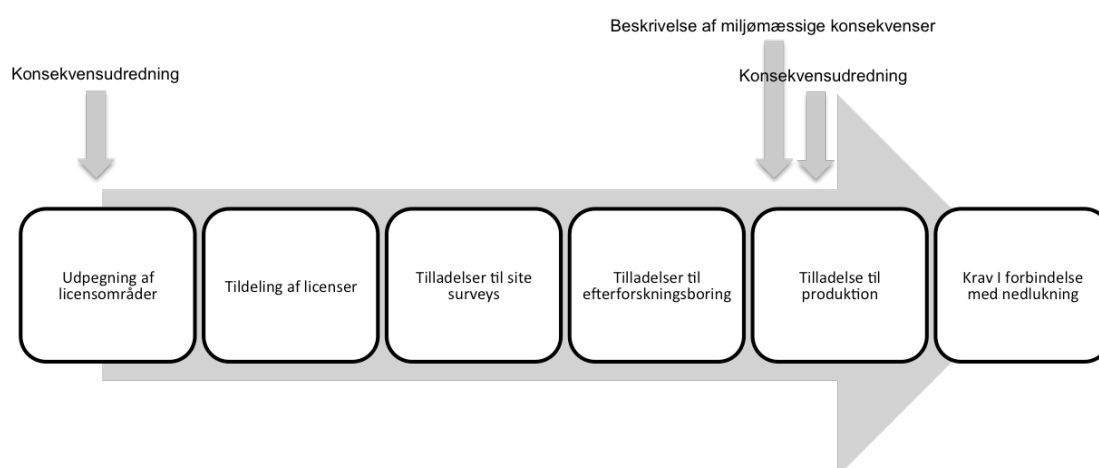 Beskrivelse af miljømæssige konsekvenser
Konsekvensudredning
Konsekvensudredning
Udpegning af
licensområder
Tildeling af licenser
Tilladelser til site
surveys
Tilladelser til
efterforskningsboring
Tilladelse til
produktion
Krav I forbindelse
med nedlukning